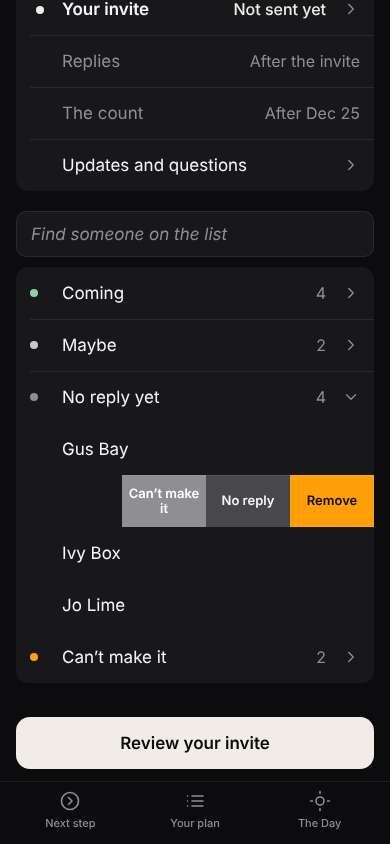 Your invite Not sent yet
Replies After the invite
The count After Dec 25
Updates and questions
Find someone on the list
Coming 4
Maybe 2
No reply yet 4
Gus Bay
Can't make
it
No reply
Remove
Ivy Box
Jo Lime
Can't make it 2
Review your invite
Next step Your plan The Day